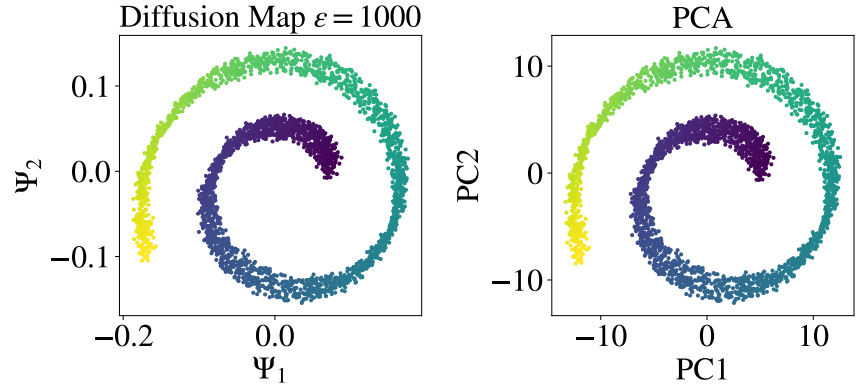 Diffusion Map ε = 1000
0.1
0.0
−0.1
Ψ₂
−0.2
0.0
Ψ₁
PCA
10
0
−10
PC2
−10
0
10
PC1